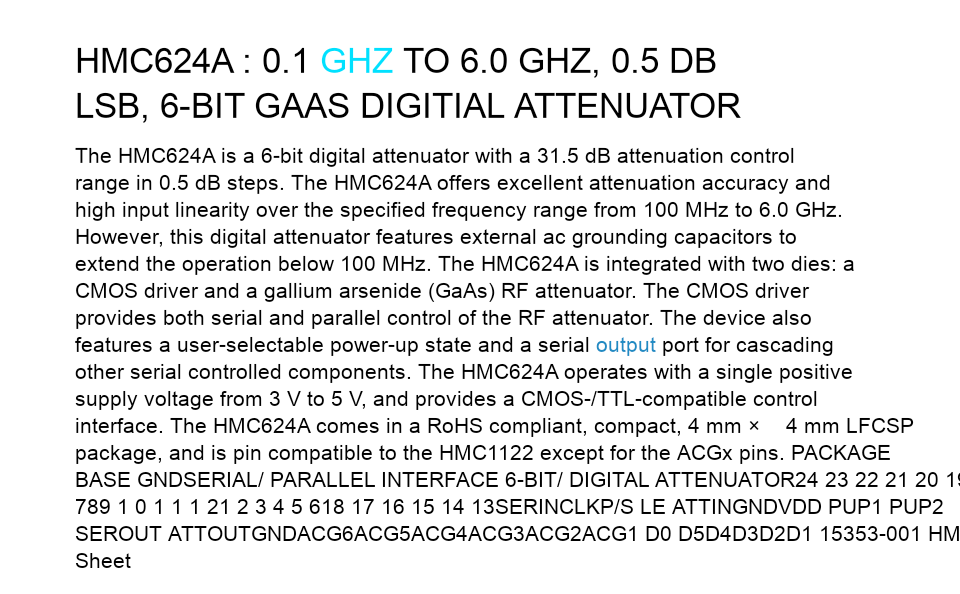 HMC624A : 0.1 GHZ TO 6.0 GHZ, 0.5 DB
LSB, 6-BIT GAAS DIGITIAL ATTENUATOR
The HMC624A is a 6-bit digital attenuator with a 31.5 dB attenuation control
range in 0.5 dB steps. The HMC624A offers excellent attenuation accuracy and
high input linearity over the specified frequency range from 100 MHz to 6.0 GHz.
However, this digital attenuator features external ac grounding capacitors to
extend the operation below 100 MHz. The HMC624A is integrated with two dies: a
CMOS driver and a gallium arsenide (GaAs) RF attenuator. The CMOS driver
provides both serial and parallel control of the RF attenuator. The device also
features a user-selectable power-up state and a serial output port for cascading
other serial controlled components. The HMC624A operates with a single positive
supply voltage from 3 V to 5 V, and provides a CMOS-/TTL-compatible control
interface. The HMC624A comes in a RoHS compliant, compact, 4 mm × 4 mm LFCSP
package, and is pin compatible to the HMC1122 except for the ACGx pins. PACKAGE
BASE GNDSERIAL/ PARALLEL INTERFACE 6-BIT/ DIGITAL ATTENUATOR24 23 22 21 20
789 1 0 1 1 1 21 2 3 4 5 618 17 16 15 14 13SERINCLKP/S LE ATTINGNDVDD PUP1 PUP2
SEROUT ATTOUTGNDACG6ACG5ACG4ACG3ACG2ACG1 D0 D5D4D3D2D1 15353-001
Sheet